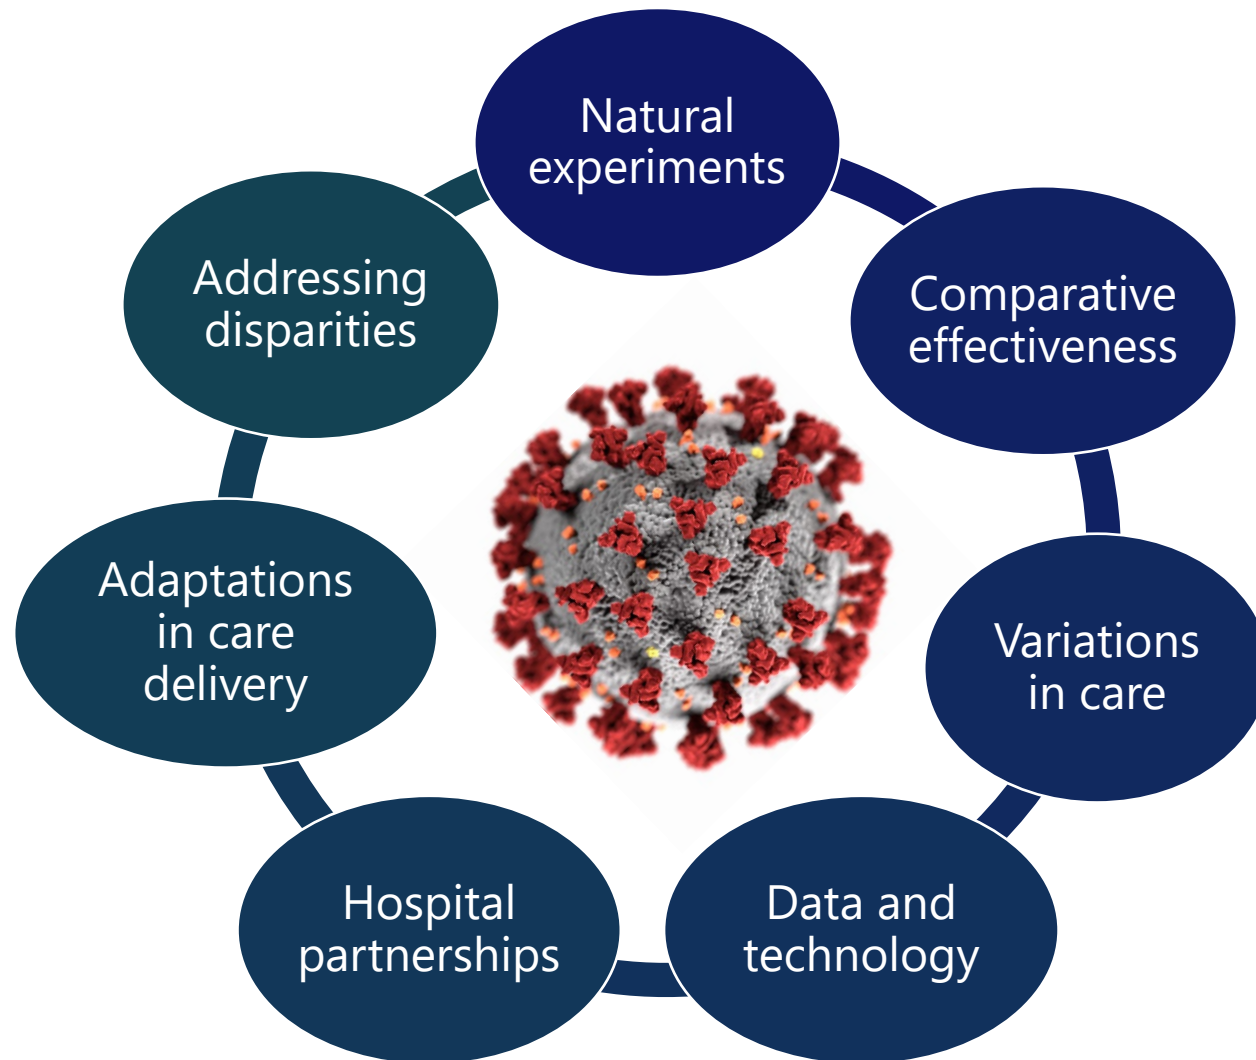 Natural
experiments
Comparative
effectiveness
Variations
in care
Data and
technology
Hospital
partnerships
Adaptations
in care
delivery
Addressing
disparities